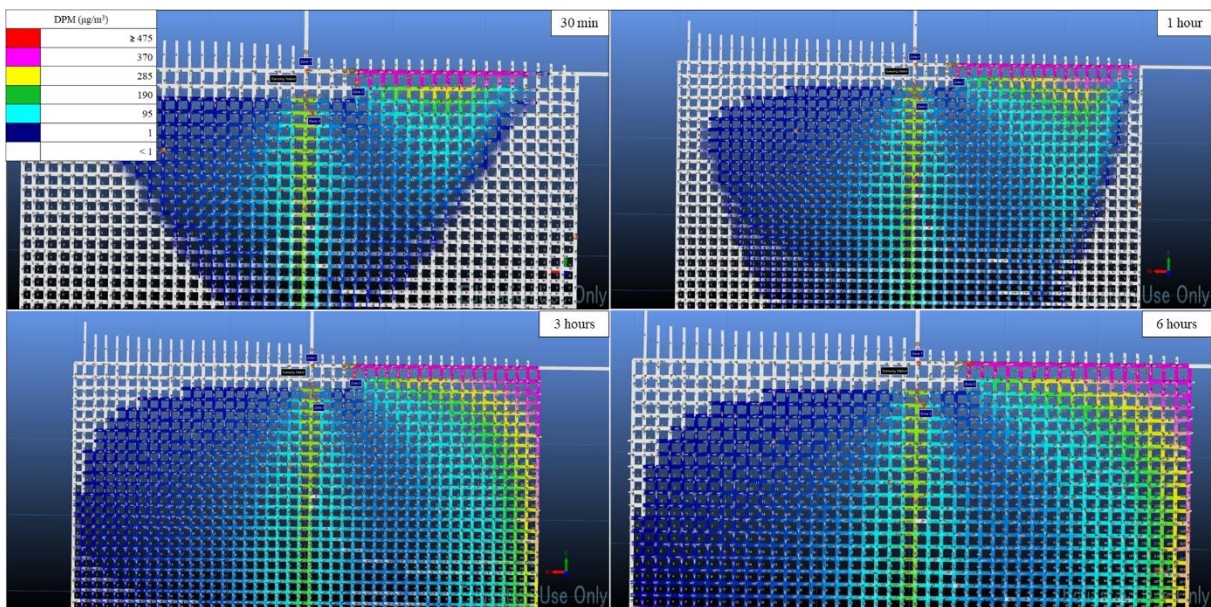 DPM (µg/m³)
≥ 475
370
285
190
95
1
< 1
30 min
1 hour
Use Only
Use Only
3 hours
6 hours
Use Only
Use Only